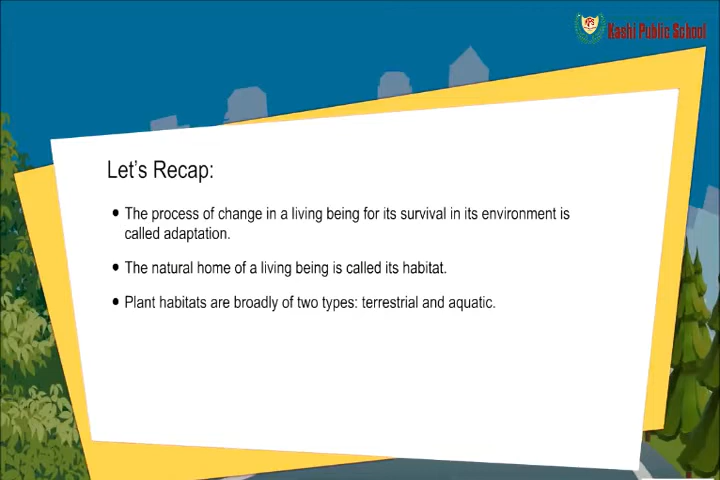 Kashi Public School
Let's Recap:
• The process of change in a living being for its survival in its environment is
called adaptation.
• The natural home of a living being is called its habitat.
• Plant habitats are broadly of two types: terrestrial and aquatic.